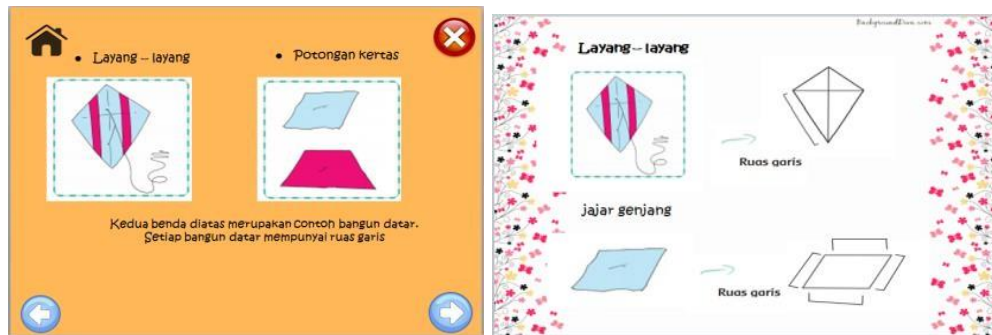 • Layang – layang
• Potongan kertas
Kedua benda diatas merupakan contoh bangun datar.
Setiap bangun datar mempunyai ruas garis
Layang – layang
Ruas garis
jajar genjang
Ruas garis